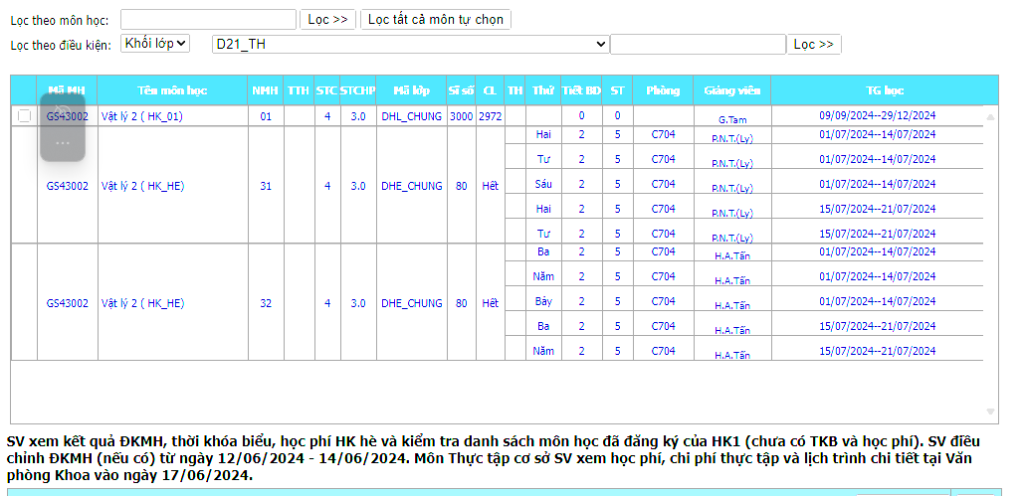 Lọc theo môn học: Lọc >> Lọc tất cả môn tự chọn
Lọc theo điều kiện: Khối lớp D21_TH Lọc >>
Mã MH Tên môn học NMH TTH STC STCHP Mã lớp Sĩ số CL TH Thứ Tiết BD ST Phòng Giảng viên TG học
GS43002 Vật lý 2 ( HK_01) 01 4 3.0 DHL_CHUNG 3000 2972 0 0 G.Tam 09/09/2024--29/12/2024
Hai 2 5 C704 P.N.T.(Ly) 01/07/2024--14/07/2024
Tư 2 5 C704 P.N.T.(Ly) 01/07/2024--14/07/2024
GS43002 Vật lý 2 ( HK_HE) 31 4 3.0 DHE_CHUNG 80 Hết Sáu 2 5 C704 P.N.T.(Ly) 01/07/2024--14/07/2024
Hai 2 5 C704 P.N.T.(Ly) 15/07/2024--21/07/2024
Tư 2 5 C704 P.N.T.(Ly) 15/07/2024--21/07/2024
Ba 2 5 C704 H.A.Tấn 01/07/2024--14/07/2024
Năm 2 5 C704 H.A.Tấn 01/07/2024--14/07/2024
GS43002 Vật lý 2 ( HK_HE) 32 4 3.0 DHE_CHUNG 80 Hết Bảy 2 5 C704 H.A.Tấn 01/07/2024--14/07/2024
Ba 2 5 C704 H.A.Tấn 15/07/2024--21/07/2024
Năm 2 5 C704 H.A.Tấn 15/07/2024--21/07/2024
SV xem kết quả ĐKMH, thời khóa biểu, học phí HK hè và kiểm tra danh sách môn học đã đăng ký của HK1 (chưa có TKB và học phí). SV điều
chỉnh ĐKMH (nếu có) từ ngày 12/06/2024 - 14/06/2024. Môn Thực tập cơ sở SV xem học phí, chi phí thực tập và lịch trình chi tiết tại Văn
phòng Khoa vào ngày 17/06/2024.